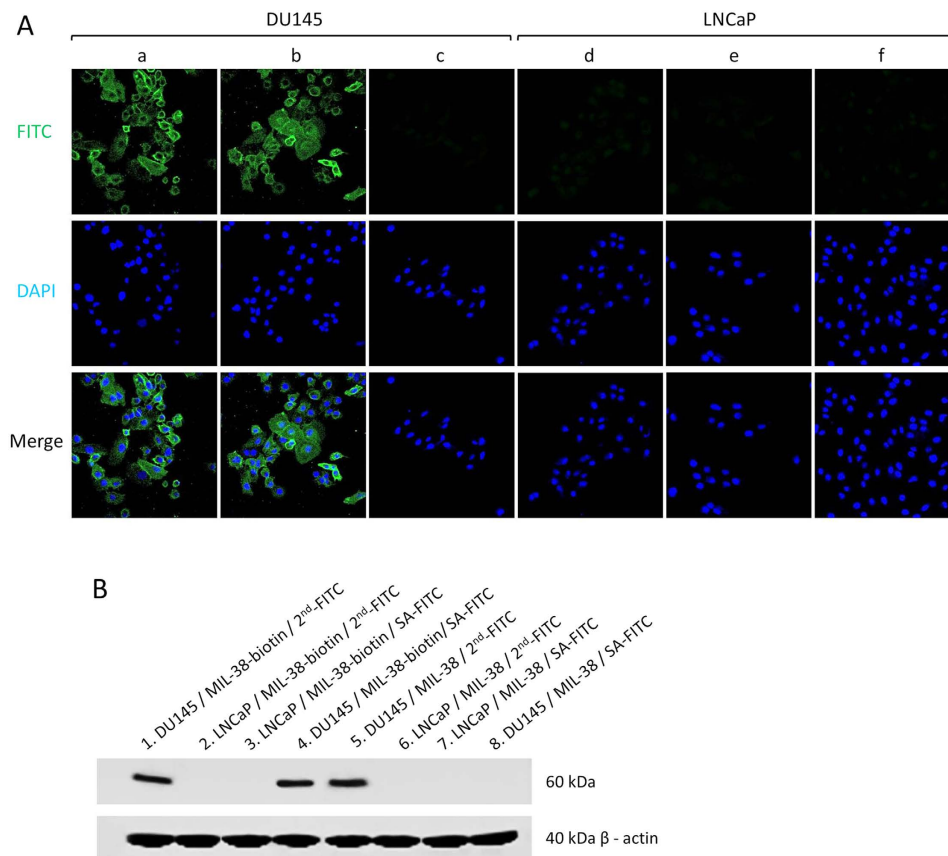 A
DU145
LNCaP
a b c d e f
FITC
DAPI
Merge
B
1. DU145 / MIL-38-biotin / 2nd-FITC
2. LNCaP / MIL-38-biotin / 2nd-FITC
3. LNCaP / MIL-38-biotin / SA-FITC
4. DU145 / MIL-38-biotin/ SA-FITC
5. DU145 / MIL-38 / 2nd-FITC
6. LNCaP / MIL-38 / 2nd-FITC
7. LNCaP / MIL-38 / SA-FITC
8. DU145 / MIL-38 / SA-FITC
60 kDa
40 kDa β - actin